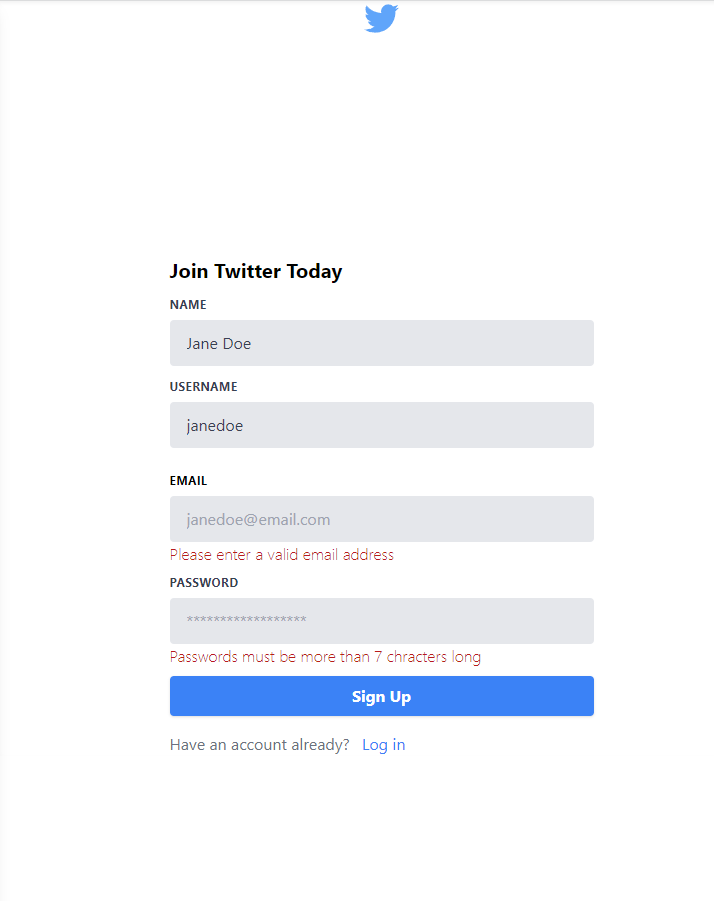 Join Twitter Today
NAME
Jane Doe
USERNAME
janedoe
EMAIL
janedoe@email.com
Please enter a valid email address
PASSWORD
******************
Passwords must be more than 7 chracters long
Sign Up
Have an account already? Log in